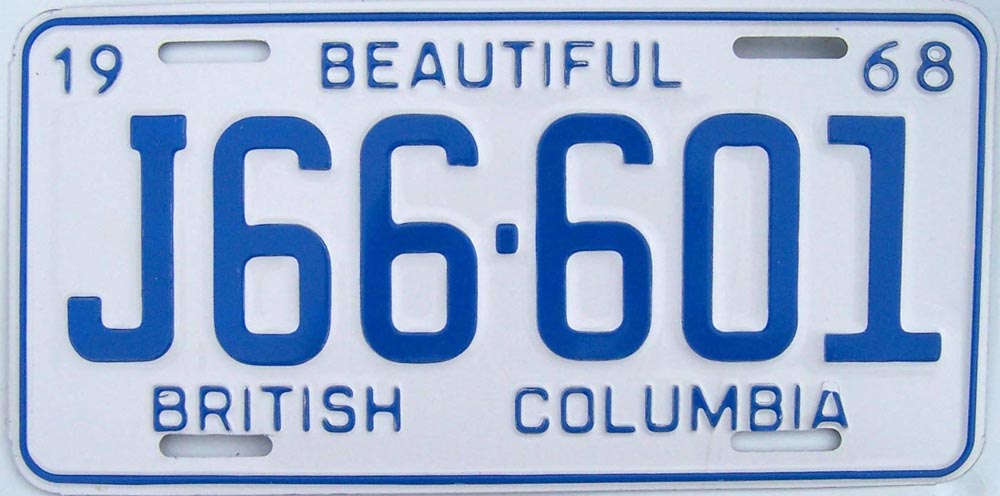 19 BEAUTIFUL 68
J66·601
BRITISH COLUMBIA